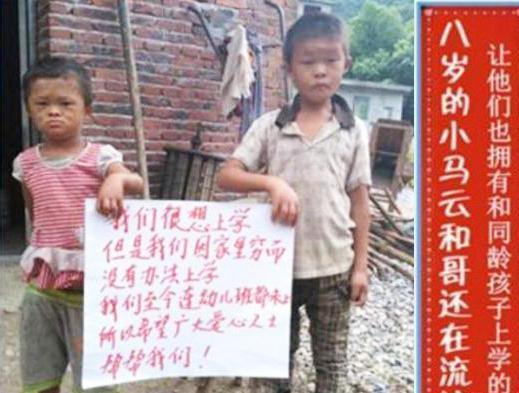 我们很想上学
但是我们因家里穷而
没有办法上学
我们至今连幼儿班都未上
所以希望广大爱心人士
帮帮我们！
八岁的小马云和哥还在流
让他们也拥有和同龄孩子上学的